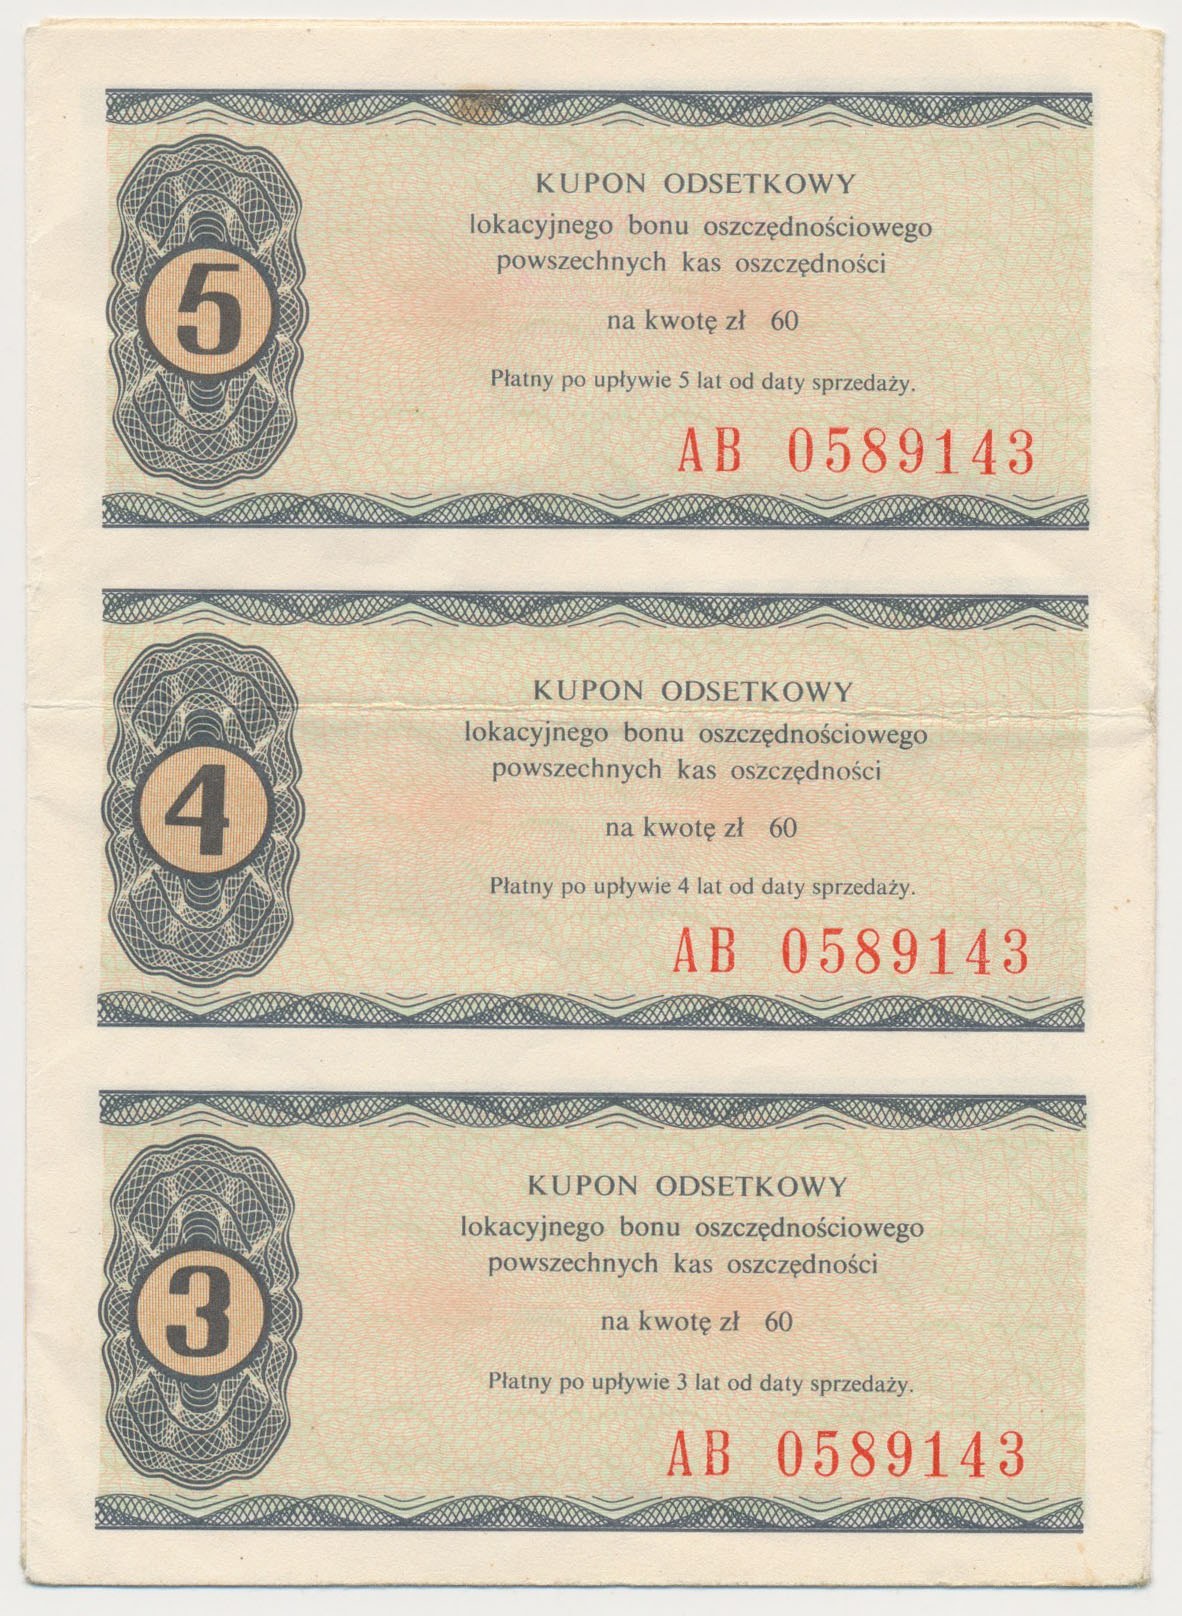 5
KUPON ODSETKOWY
lokacyjnego bonu oszczędnościowego
powszechnych kas oszczędności
na kwotę zł 60
Płatny po upływie 5 lat od daty sprzedaży.
AB 0589143
4
KUPON ODSETKOWY
lokacyjnego bonu oszczędnościowego
powszechnych kas oszczędności
na kwotę zł 60
Płatny po upływie 4 lat od daty sprzedaży.
AB 0589143
3
KUPON ODSETKOWY
lokacyjnego bonu oszczędnościowego
powszechnych kas oszczędności
na kwotę zł 60
Płatny po upływie 3 lat od daty sprzedaży.
AB 0589143